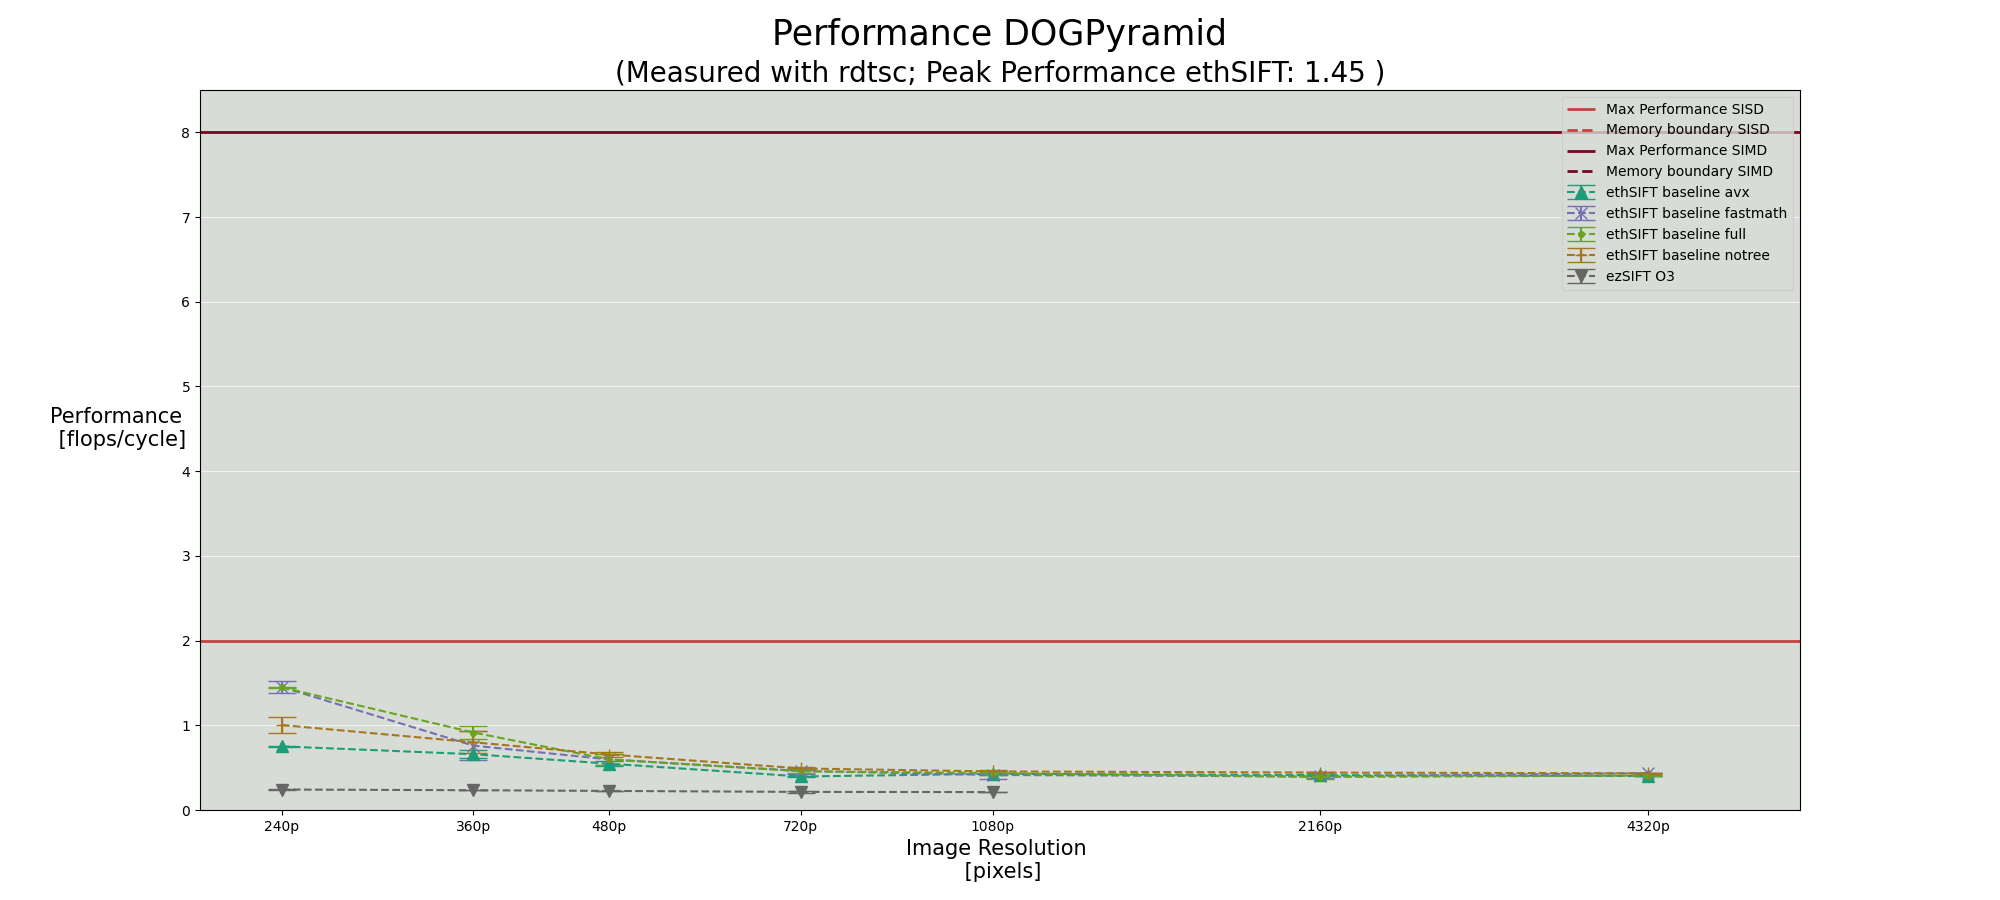 Performance DOGPyramid
(Measured with rdtsc; Peak Performance ethSIFT: 1.45 )
Max Performance SISD
Memory boundary SISD
Max Performance SIMD
Memory boundary SIMD
ethSIFT baseline avx
ethSIFT baseline fastmath
ethSIFT baseline full
ethSIFT baseline notree
ezSIFT O3
8
7
6
5
4
3
2
1
0
Performance
[flops/cycle]
240p 360p 480p 720p 1080p 2160p 4320p
Image Resolution
[pixels]